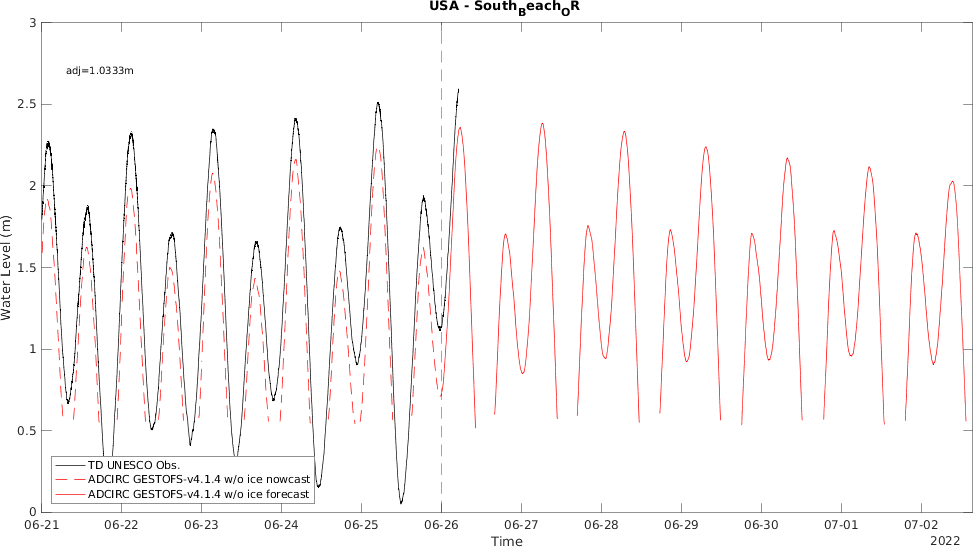 USA - South_Beach_OR
adj=1.0333m
Water Level (m)
3
2.5
2
1.5
1
0.5
0
TD UNESCO Obs.
ADCIRC GESTOFS-v4.1.4 w/o ice nowcast
ADCIRC GESTOFS-v4.1.4 w/o ice forecast
06-21 06-22 06-23 06-24 06-25 06-26 06-27 06-28 06-29 06-30 07-01 07-02
Time
2022